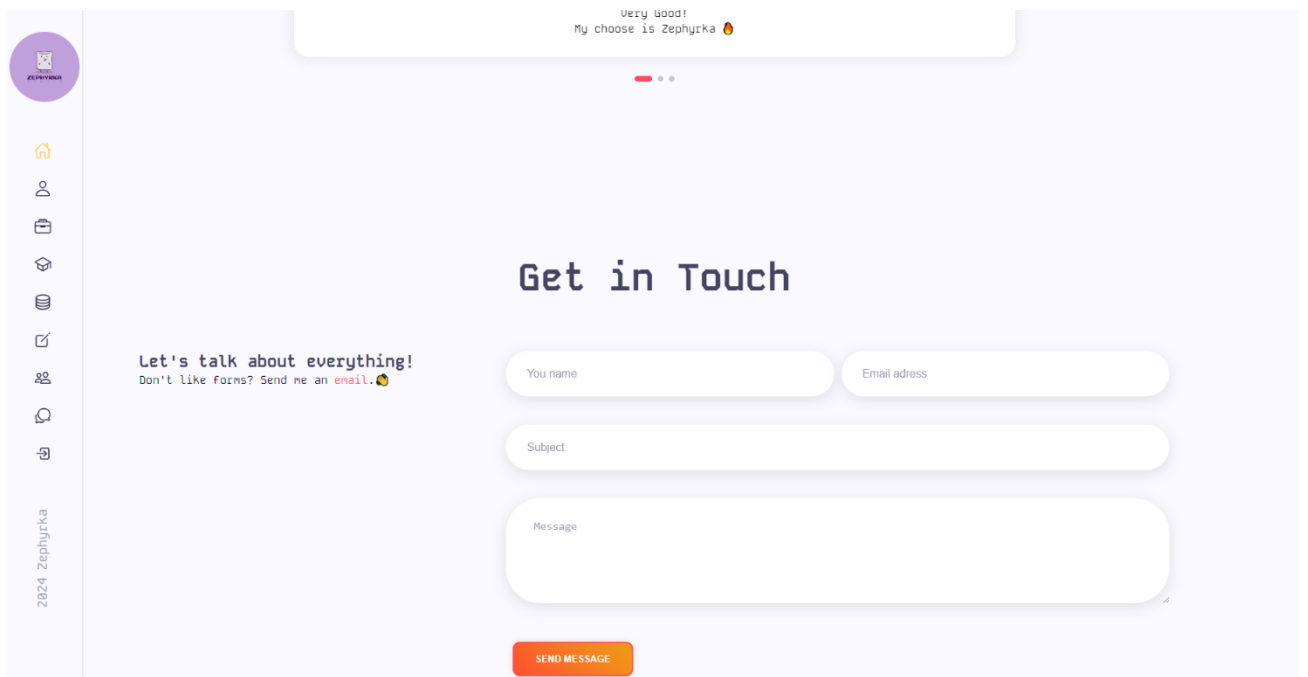 Very Good!
My choose is Zephyrka 🔥
ZEPHYRKA
Get in Touch
Let's talk about everything!
Don't like forms? Send me an email.👏
You name
Email adress
Subject
Message
SEND MESSAGE
2024 Zephyrka